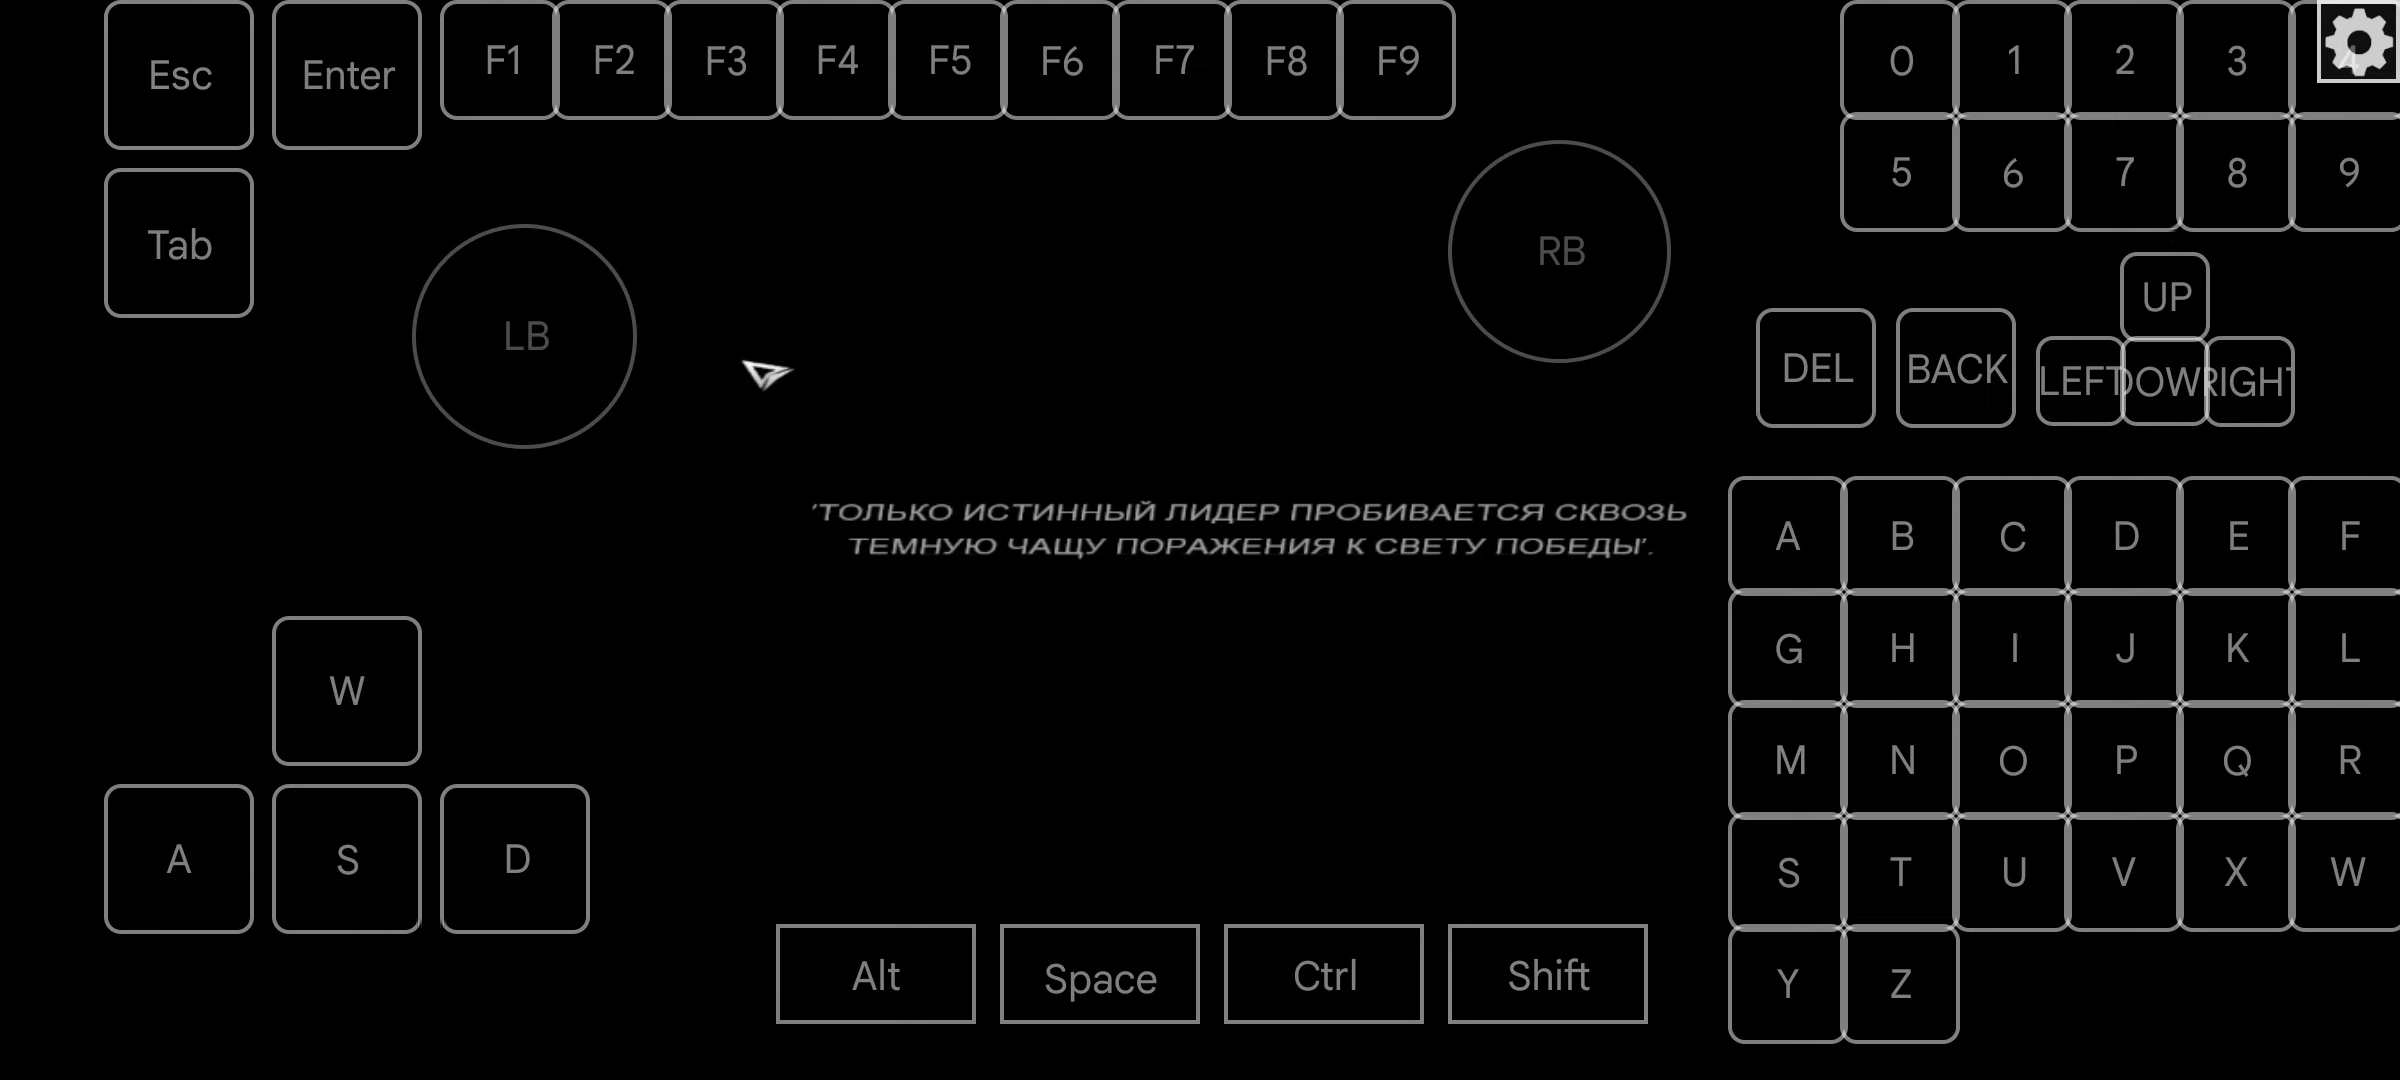 Esc Enter F1 F2 F3 F4 F5 F6 F7 F8 F9 0 1 2 3 4
5 6 7 8 9
Tab
LB RB
UP
DEL BACK LEFT DOWN RIGHT
'ТОЛЬКО ИСТИННЫЙ ЛИДЕР ПРОБИВАЕТСЯ СКВОЗЬ
ТЕМНУЮ ЧАЩУ ПОРАЖЕНИЯ К СВЕТУ ПОБЕДЫ'.
A B C D E F
G H I J K L
W
M N O P Q R
A S D
S T U V X W
Alt Space Ctrl Shift
Y Z